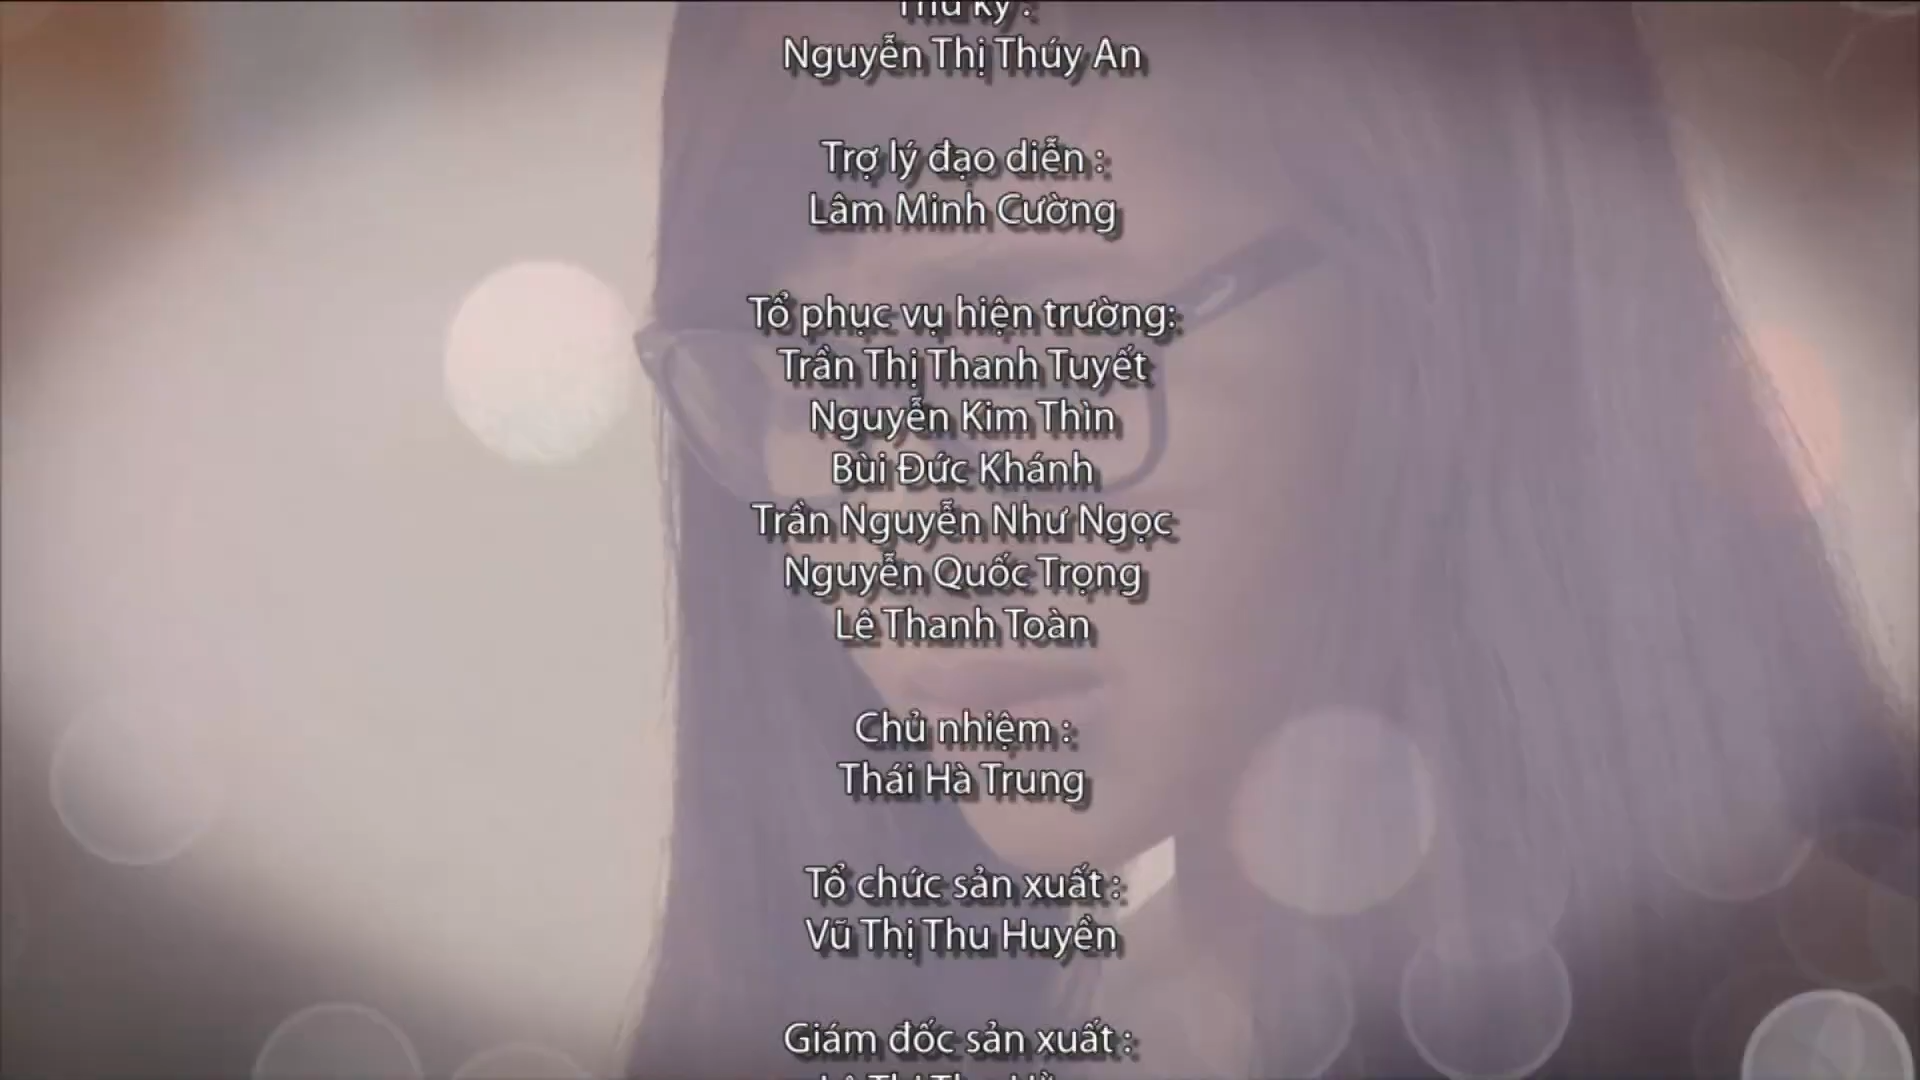 Thư ký :
Nguyễn Thị Thúy An
Trợ lý đạo diễn :
Lâm Minh Cường
Tổ phục vụ hiện trường:
Trần Thị Thanh Tuyết
Nguyễn Kim Thìn
Bùi Đức Khánh
Trần Nguyễn Như Ngọc
Nguyễn Quốc Trọng
Lê Thanh Toàn
Chủ nhiệm :
Thái Hà Trung
Tổ chức sản xuất :
Vũ Thị Thu Huyền
Giám đốc sản xuất :